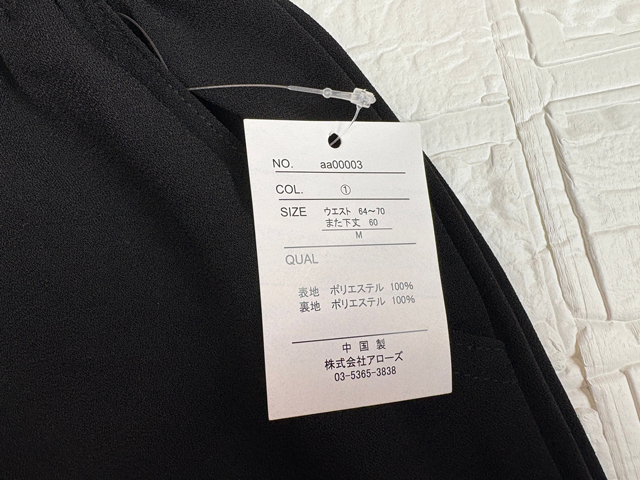 NO. aa00003
COL. ①
SIZE ウエスト 64～70
また下丈 60
M
QUAL
表地 ポリエステル 100%
裏地 ポリエステル 100%
中国製
株式会社アローズ
03-5365-3838